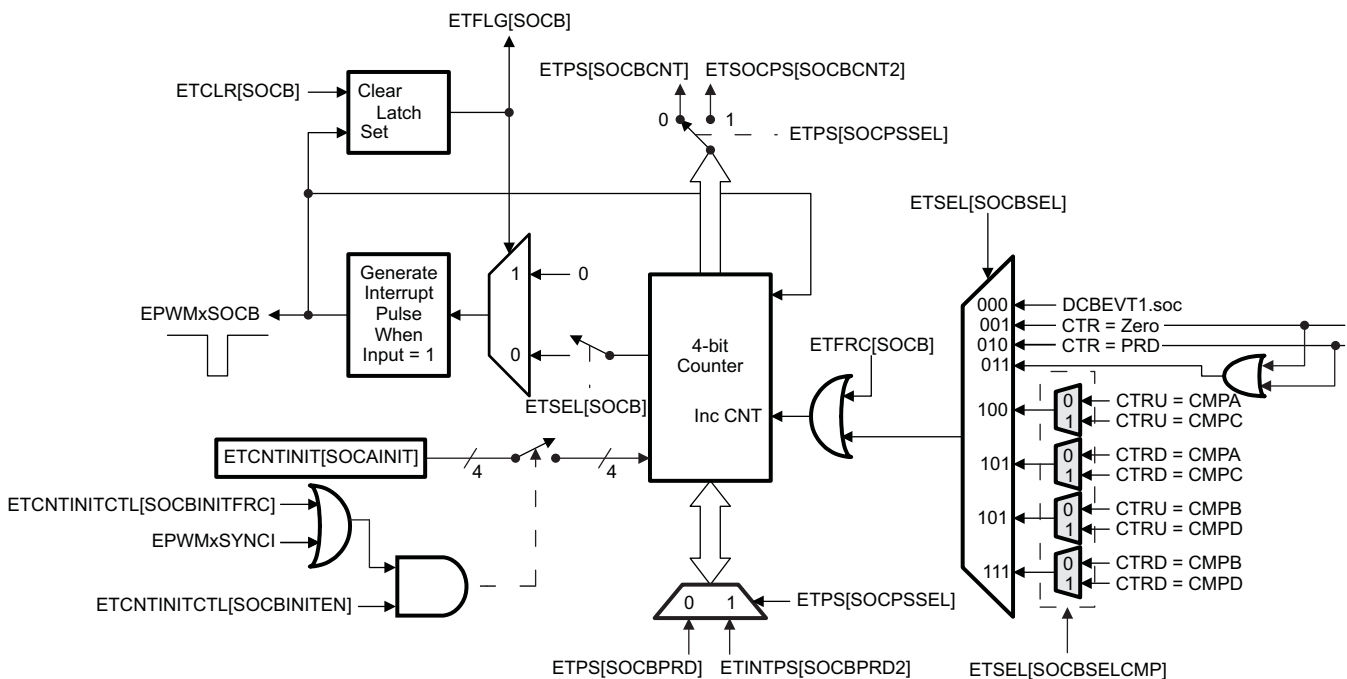 ETFLG[SOCB]
ETPS[SOCBCNT]
ETSOCPS[SOCBCNT2]
ETCLR[SOCB]
Clear
Latch
Set
0
1
ETPS[SOCPSSEL]
ETSEL[SOCBSEL]
Generate
Interrupt
Pulse
When
Input = 1
1
0
0
EPWMxSOCB
ETSEL[SOCB]
4-bit
Counter
Inc CNT
ETFRC[SOCB]
000
DCBEVT1.soc
001
CTR = Zero
010
CTR = PRD
011
100
0
CTRU = CMPA
1
CTRU = CMPC
101
0
CTRD = CMPA
1
CTRD = CMPC
101
0
CTRU = CMPB
1
CTRU = CMPD
111
0
CTRD = CMPB
1
CTRD = CMPD
ETCNTINIT[SOCAINIT]
4
4
ETCNTINITCTL[SOCBINITFRC]
EPWMxSYNCI
ETCNTINITCTL[SOCBINITEN]
0
1
ETPS[SOCPSSEL]
ETPS[SOCBPRD]
ETINTPS[SOCBPRD2]
ETSEL[SOCBSELCMP]